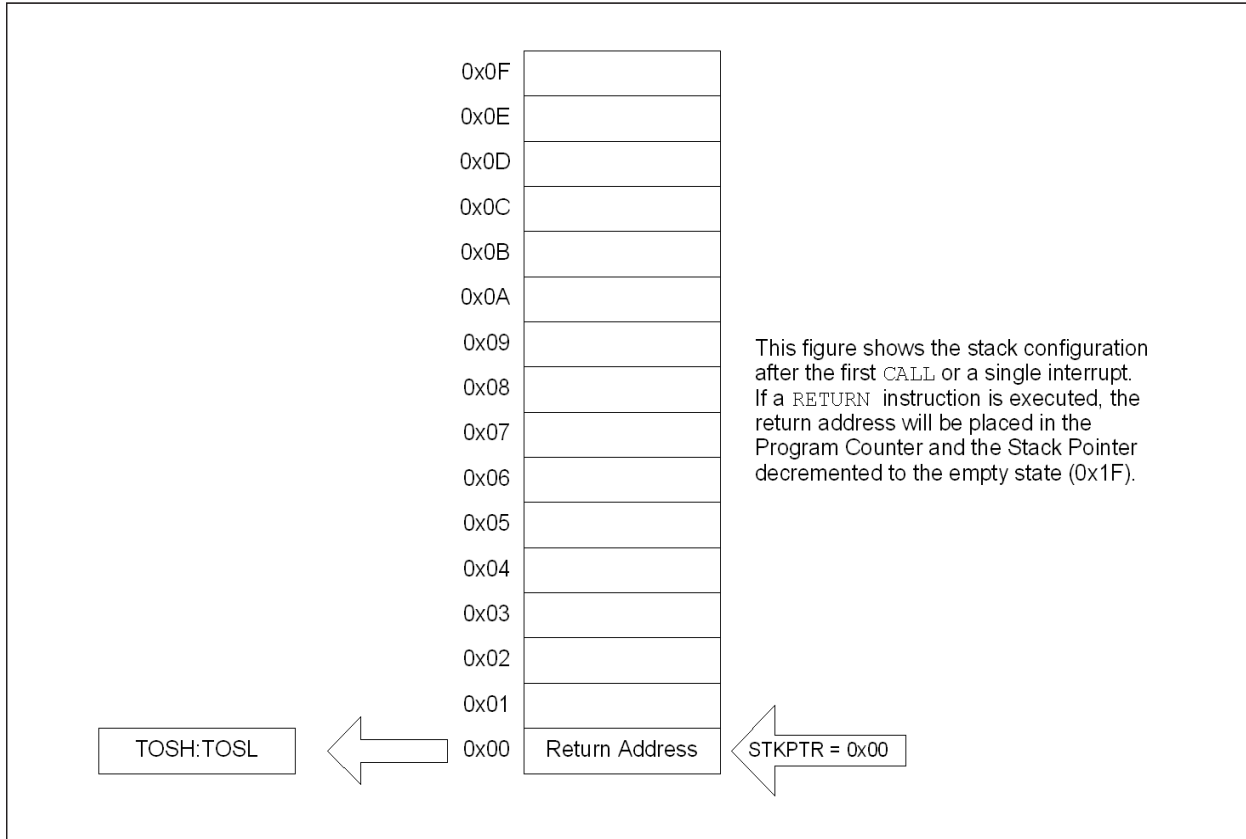 0x0F
0x0E
0x0D
0x0C
0x0B
0x0A
0x09
0x08
0x07
0x06
0x05
0x04
0x03
0x02
0x01
0x00
This figure shows the stack configuration
after the first CALL or a single interrupt.
If a RETURN instruction is executed, the
return address will be placed in the
Program Counter and the Stack Pointer
decremented to the empty state (0x1F).
TOSH:TOSL
Return Address
STKPTR = 0x00